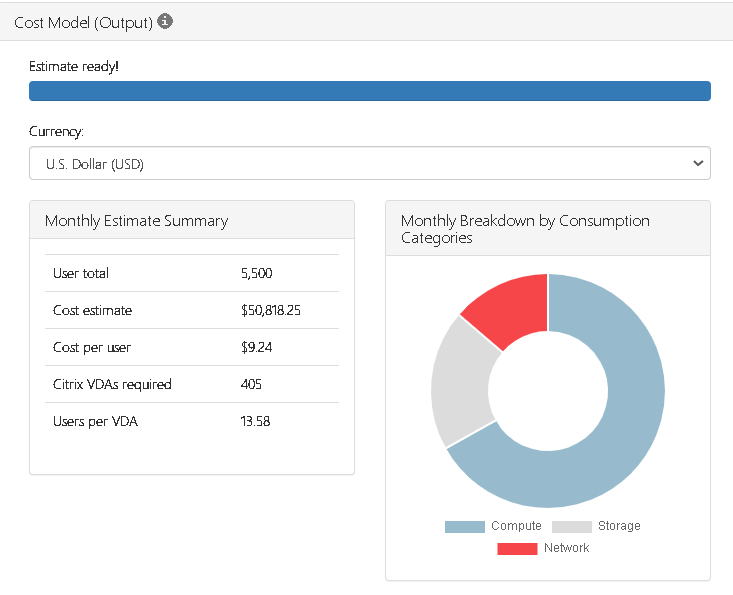 Cost Model (Output)
Estimate ready!
Currency:
U.S. Dollar (USD)
Monthly Estimate Summary
User total 5,500
Cost estimate $50,818.25
Cost per user $9.24
Citrix VDAs required 405
Users per VDA 13.58
Monthly Breakdown by Consumption
Categories
Compute Storage
Network